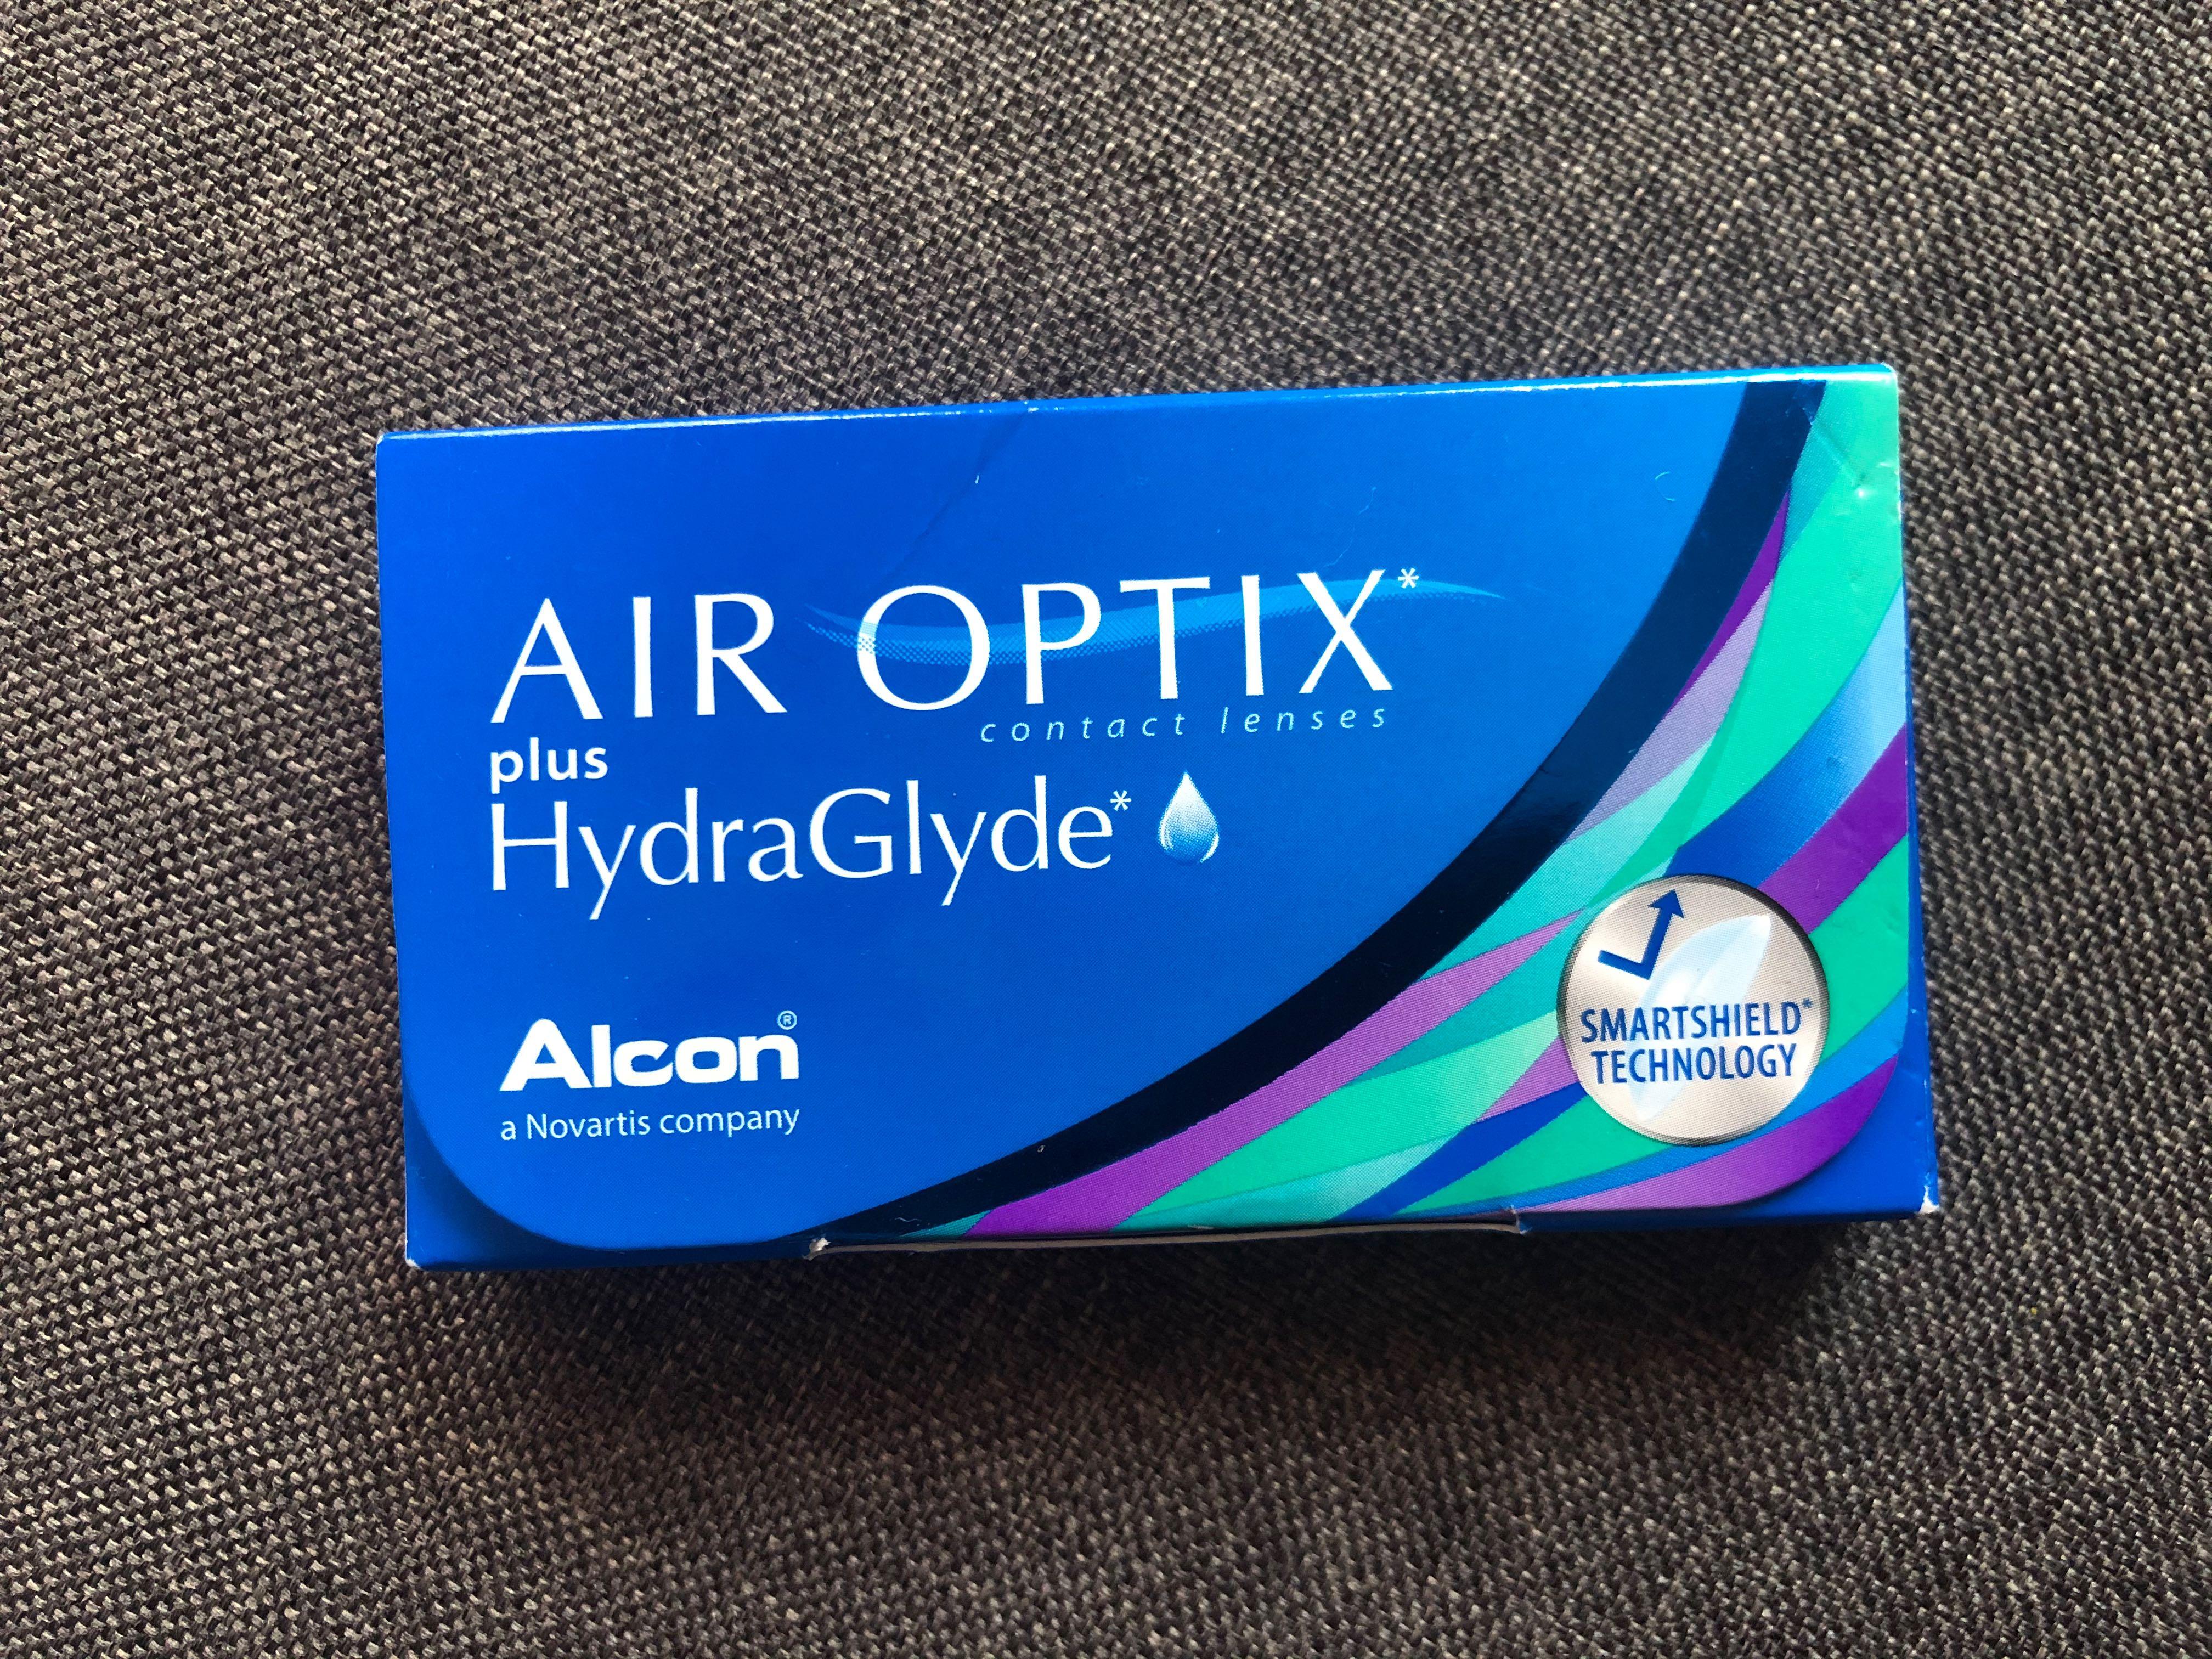 AIR OPTIX*
contact lenses
plus
HydraGlyde*
Alcon®
a Novartis company
SMARTSHIELD*
TECHNOLOGY